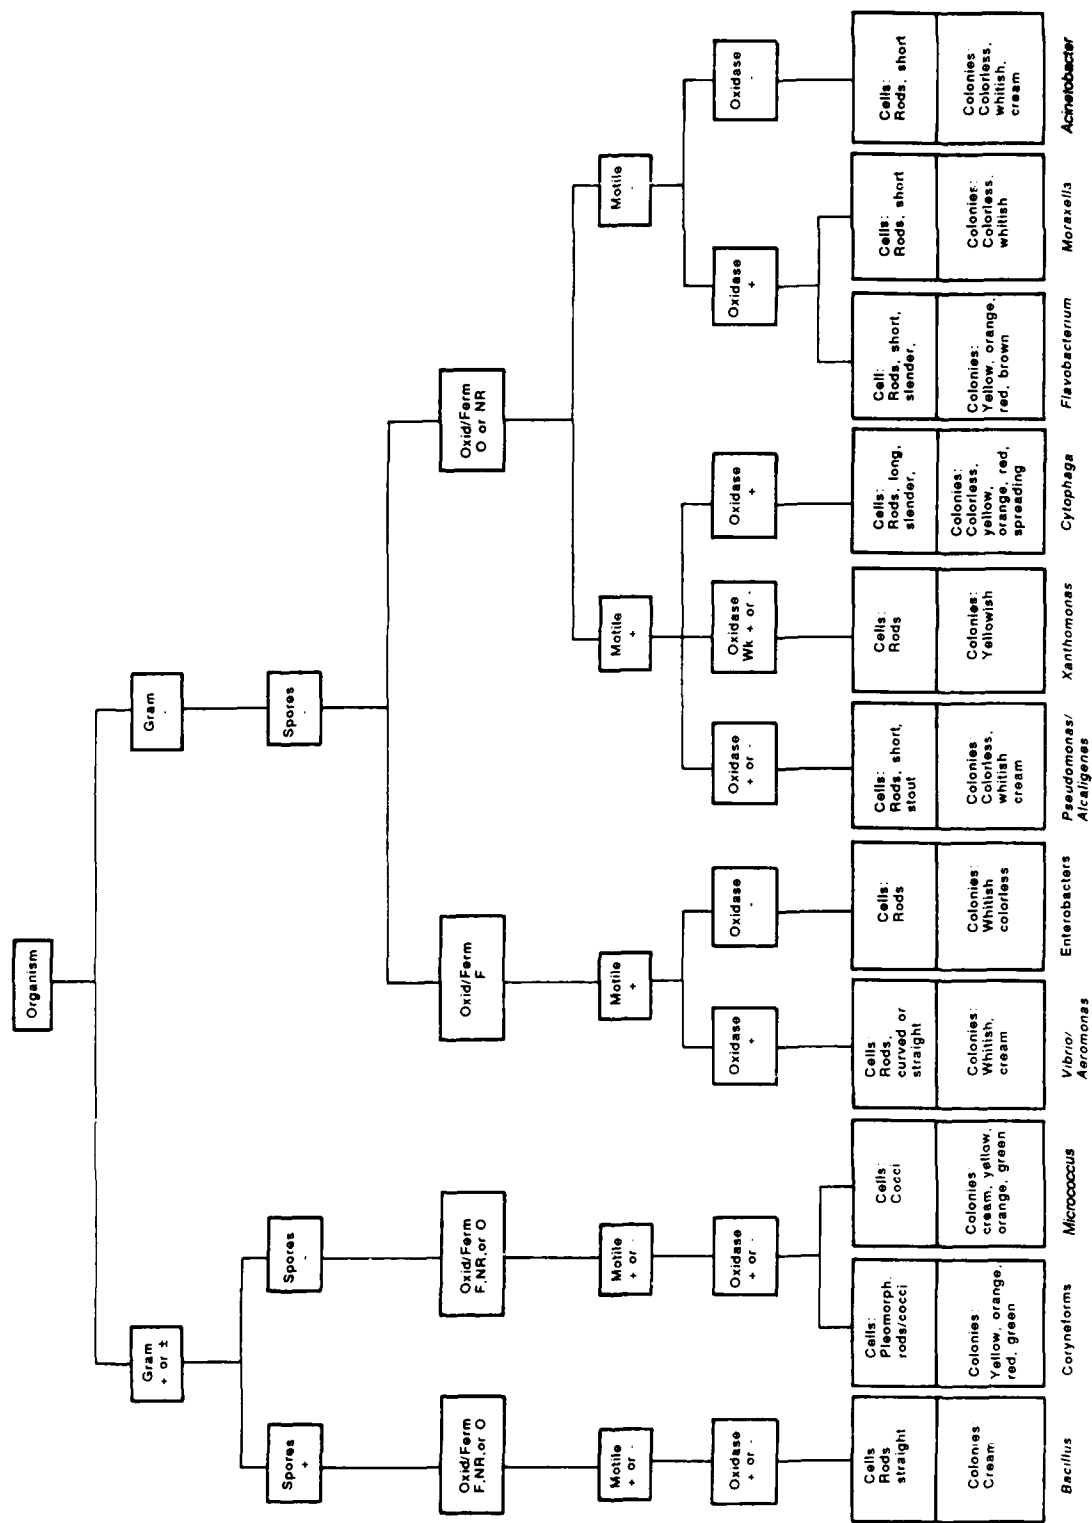 Organism
Gram
+ or ±
Gram
-
Spores
+
Spores
-
Spores
-
Oxid/Ferm
F,NR,or O
Oxid/Ferm
F,NR,or O
Oxid/Ferm
F
Oxid/Ferm
O or NR
Motile
+ or -
Motile
+ or -
Motile
+
Motile
+
Motile
-
Oxidase
+ or -
Oxidase
+ or -
Oxidase
+
Oxidase
-
Oxidase
+ or -
Oxidase
Wk + or -
Oxidase
+
Oxidase
+
Oxidase
-
Cells
Rods
straight
Colonies:
Cream
Bacillus
Cells:
Pleomorph.
rods/cocci
Colonies:
Yellow, orange,
red, green
Coryneforms
Cells:
Cocci
Colonies
cream, yellow,
orange, green
Micrococcus
Cells
Rods,
curved or
straight
Colonies:
Whitish,
cream
Vibrio/
Aeromonas
Cells:
Rods
Colonies:
Whitish
colorless
Enterobacters
Cells:
Rods, short,
stout
Colonies
Colorless,
whitish
cream
Pseudomonas/
Alcaligenes
Cells:
Rods
Colonies:
Yellowish
Xanthomonas
Cells:
Rods, long,
slender,
Colonies:
Colorless,
yellow,
orange, red,
spreading
Cytophaga
Cell:
Rods, short,
slender,
Colonies:
Yellow, orange,
red, brown
Flavobacterium
Cells:
Rods, short
Colonies:
Colorless,
whitish
Moraxella
Cells:
Rods, short
Colonies:
Colorless,
whitish,
cream
Acinetobacter